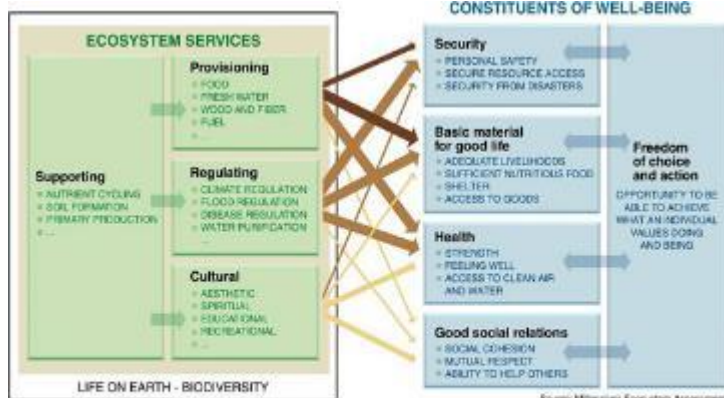 CONSTITUENTS OF WELL-BEING
ECOSYSTEM SERVICES
Supporting
NUTRIENT CYCLING
SOIL FORMATION
PRIMARY PRODUCTION
...
Provisioning
FOOD
FRESH WATER
WOOD AND FIBER
FUEL
...
Regulating
CLIMATE REGULATION
FLOOD REGULATION
DISEASE REGULATION
WATER PURIFICATION
...
Cultural
AESTHETIC
SPIRITUAL
EDUCATIONAL
RECREATIONAL
...
LIFE ON EARTH - BIODIVERSITY
Security
PERSONAL SAFETY
SECURE RESOURCE ACCESS
SECURITY FROM DISASTERS
Basic material
for good life
ADEQUATE LIVELIHOODS
SUFFICIENT NUTRITIOUS FOOD
SHELTER
ACCESS TO GOODS
Health
STRENGTH
FEELING WELL
ACCESS TO CLEAN AIR
AND WATER
Good social relations
SOCIAL COHESION
MUTUAL RESPECT
ABILITY TO HELP OTHERS
Freedom
of choice
and action
OPPORTUNITY TO BE
ABLE TO ACHIEVE
WHAT AN INDIVIDUAL
VALUES DOING
AND BEING